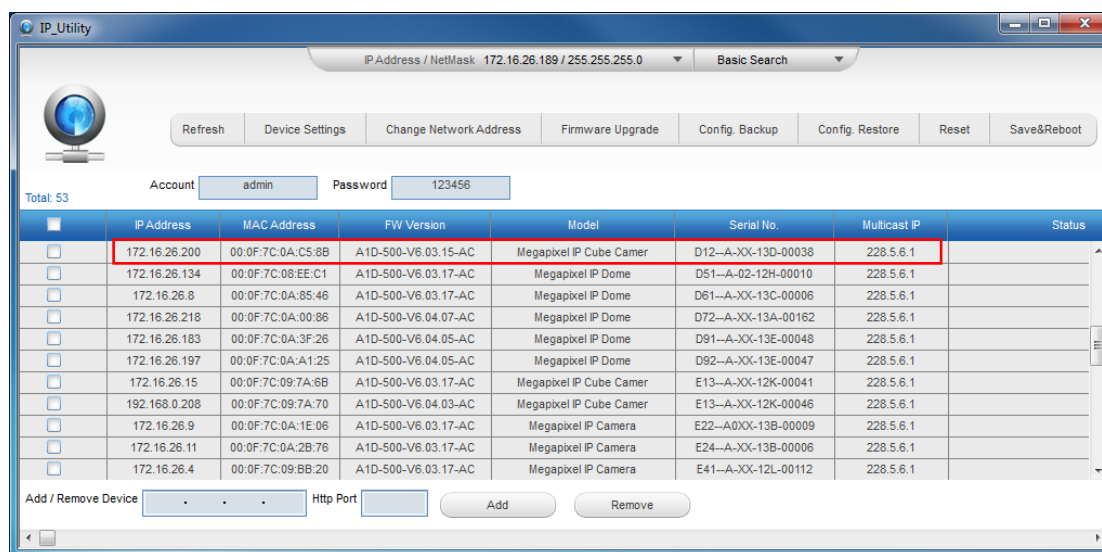 IP_Utility
IP Address / NetMask 172.16.26.189 / 255.255.255.0 Basic Search
Refresh Device Settings Change Network Address Firmware Upgrade Config. Backup Config. Restore Reset Save&Reboot
Account admin Password 123456
Total: 53
IP Address MAC Address FW Version Model Serial No. Multicast IP Status
172.16.26.200 00:0F:7C:0A:C5:8B A1D-500-V6.03.15-AC Megapixel IP Cube Camer D12--A-XX-13D-00038 228.5.6.1
172.16.26.134 00:0F:7C:08:EE:C1 A1D-500-V6.03.17-AC Megapixel IP Dome D51--A-02-12H-00010 228.5.6.1
172.16.26.8 00:0F:7C:0A:85:46 A1D-500-V6.03.17-AC Megapixel IP Dome D61--A-XX-13C-00006 228.5.6.1
172.16.26.218 00:0F:7C:0A:00:86 A1D-500-V6.04.07-AC Megapixel IP Dome D72--A-XX-13A-00162 228.5.6.1
172.16.26.183 00:0F:7C:0A:3F:26 A1D-500-V6.04.05-AC Megapixel IP Dome D91--A-XX-13E-00048 228.5.6.1
172.16.26.197 00:0F:7C:0A:A1:25 A1D-500-V6.04.05-AC Megapixel IP Dome D92--A-XX-13E-00047 228.5.6.1
172.16.26.15 00:0F:7C:09:7A:6B A1D-500-V6.03.17-AC Megapixel IP Cube Camer E13--A-XX-12K-00041 228.5.6.1
192.168.0.208 00:0F:7C:09:7A:70 A1D-500-V6.04.03-AC Megapixel IP Cube Camer E13--A-XX-12K-00046 228.5.6.1
172.16.26.9 00:0F:7C:0A:1E:06 A1D-500-V6.03.17-AC Megapixel IP Camera E22--A0XX-13B-00009 228.5.6.1
172.16.26.11 00:0F:7C:0A:2B:76 A1D-500-V6.03.17-AC Megapixel IP Camera E24--A-XX-13B-00006 228.5.6.1
172.16.26.4 00:0F:7C:09:BB:20 A1D-500-V6.03.17-AC Megapixel IP Camera E41--A-XX-12L-00112 228.5.6.1
Add / Remove Device . . . Http Port Add Remove